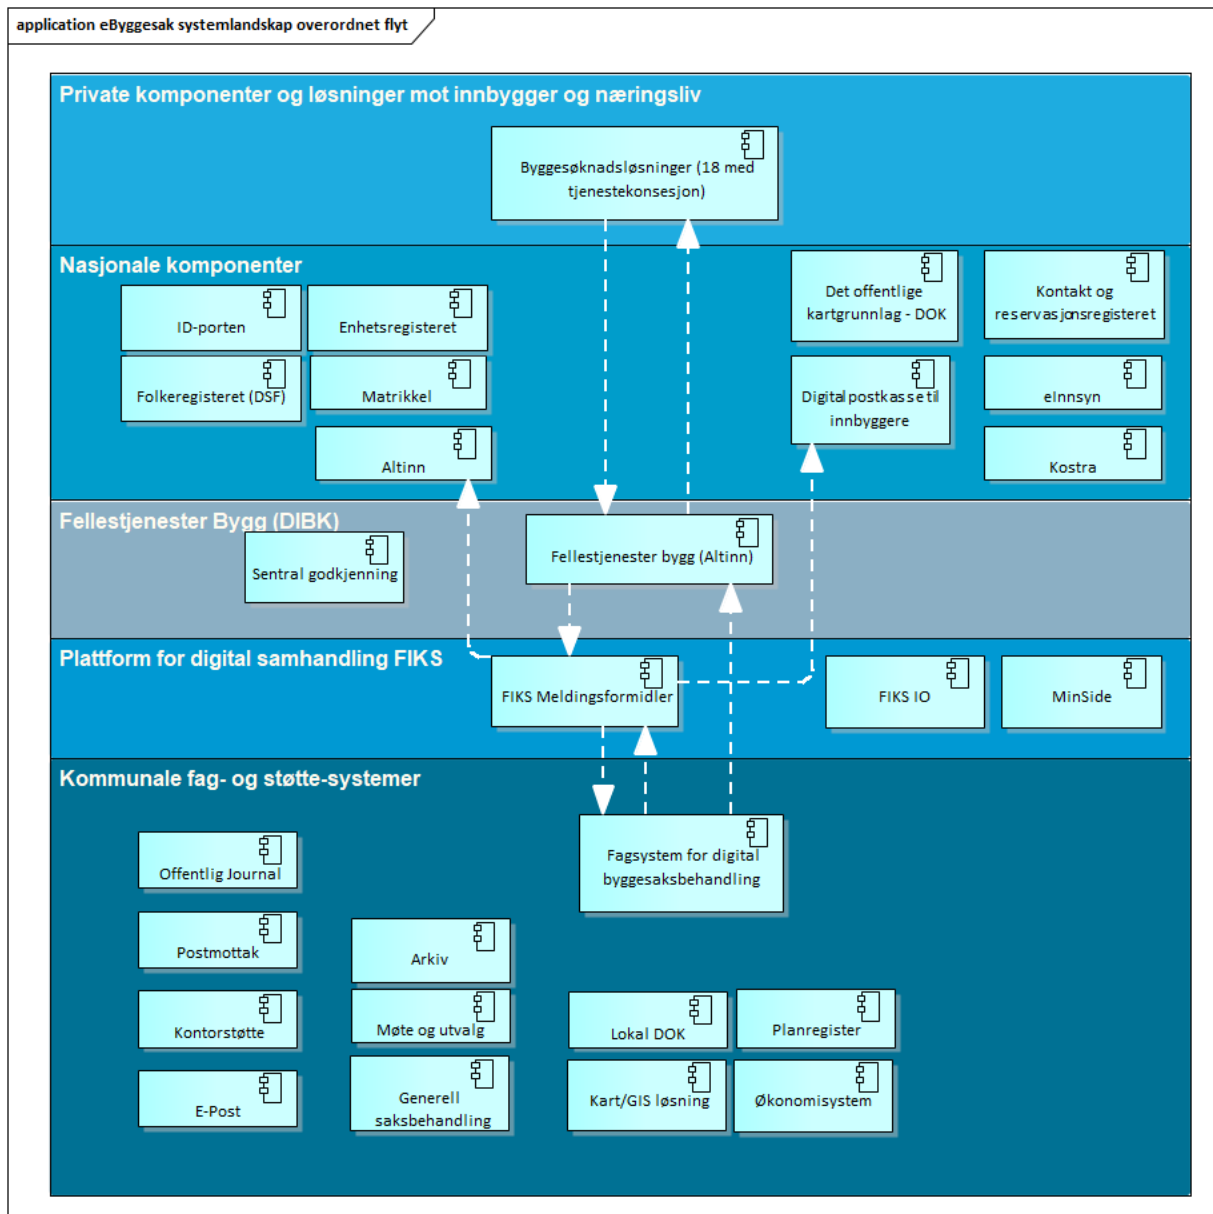 application eByggesak systemlandskap overordnet flyt
Private komponenter og løsninger mot innbygger og næringsliv
Byggesøknadsløsninger (18 med
tjenestekonsesjon)
Nasjonale komponenter
ID-porten
Enhetsregisteret
Det offentlige
kartgrunnlag - DOK
Kontakt og
reservasjonsregisteret
Folkeregisteret (DSF)
Matrikkel
Digital postkasse til
innbyggere
eInnsyn
Altinn
Kostra
Fellestjenester Bygg (DIBK)
Sentral godkjenning
Fellestjenester bygg (Altinn)
Plattform for digital samhandling FIKS
FIKS Meldingsformidler
FIKS IO
MinSide
Kommunale fag- og støtte-systemer
Fagsystem for digital
byggesaksbehandling
Offentlig Journal
Postmottak
Arkiv
Kontorstøtte
Møte og utvalg
Lokal DOK
Planregister
E-Post
Generell
saksbehandling
Kart/GIS løsning
Økonomisystem